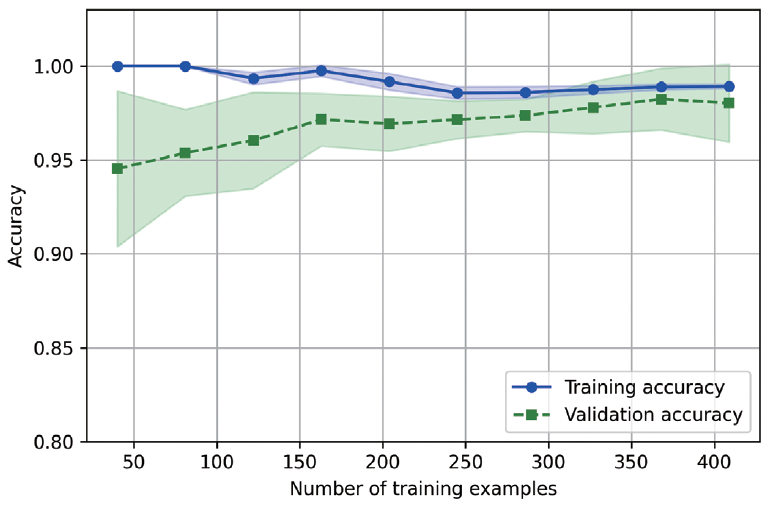 1.00
0.95
0.90
0.85
0.80
Accuracy
Training accuracy
Validation accuracy
50 100 150 200 250 300 350 400
Number of training examples